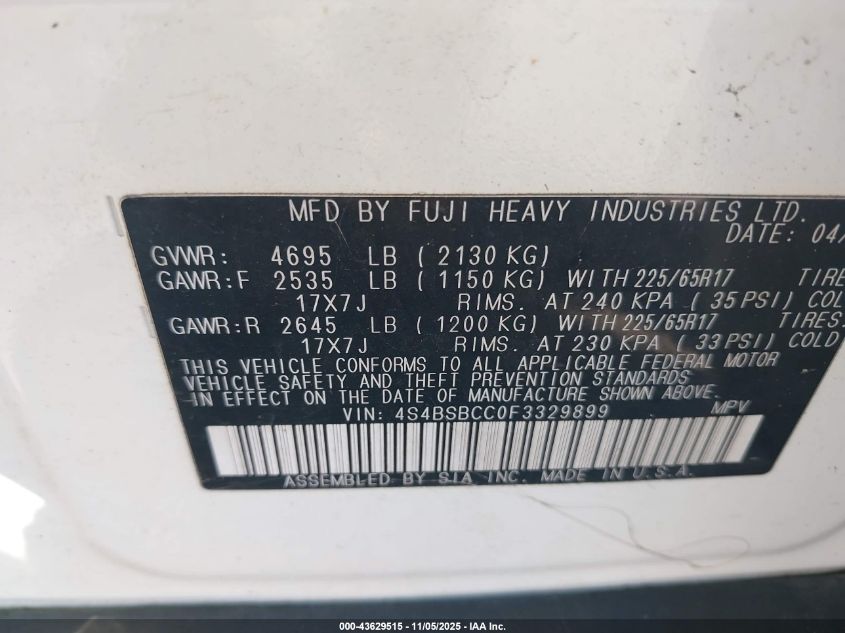 MFD BY FUJI HEAVY INDUSTRIES LTD.
DATE: 04/
GVWR: 4695 LB ( 2130 KG)
GAWR:F 2535 LB ( 1150 KG) WITH 225/65R17 TIRE
17X7J RIMS. AT 240 KPA ( 35 PSI) COL
GAWR:R 2645 LB ( 1200 KG) WITH 225/65R17 TIRES.
17X7J RIMS. AT 230 KPA ( 33 PSI) COLD
THIS VEHICLE CONFORMS TO ALL APPLICABLE FEDERAL MOTOR
VEHICLE SAFETY AND THEFT PREVENTION STANDARDS
IN EFFECT ON THE DATE OF MANUFACTURE SHOWN ABOVE.
VIN: 4S4BSBCC0F3329899 MPV
ASSEMBLED BY SIA INC. MADE IN U.S.A.
000-43629515 - 11/05/2025 - IAA Inc.